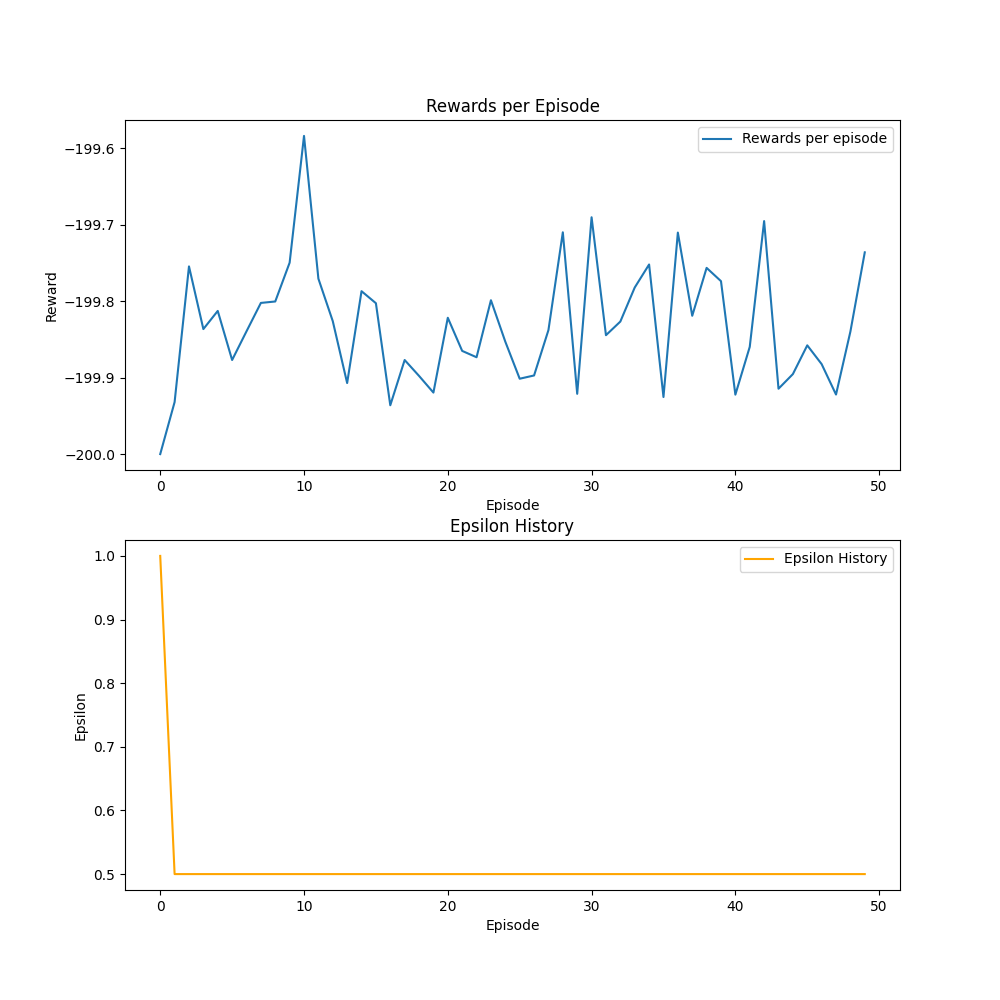 Rewards per Episode
Rewards per episode
−199.6
−199.7
−199.8
−199.9
−200.0
Reward
0 10 20 30 40 50
Episode
Epsilon History
Epsilon History
1.0
0.9
0.8
0.7
0.6
0.5
Epsilon
0 10 20 30 40 50
Episode